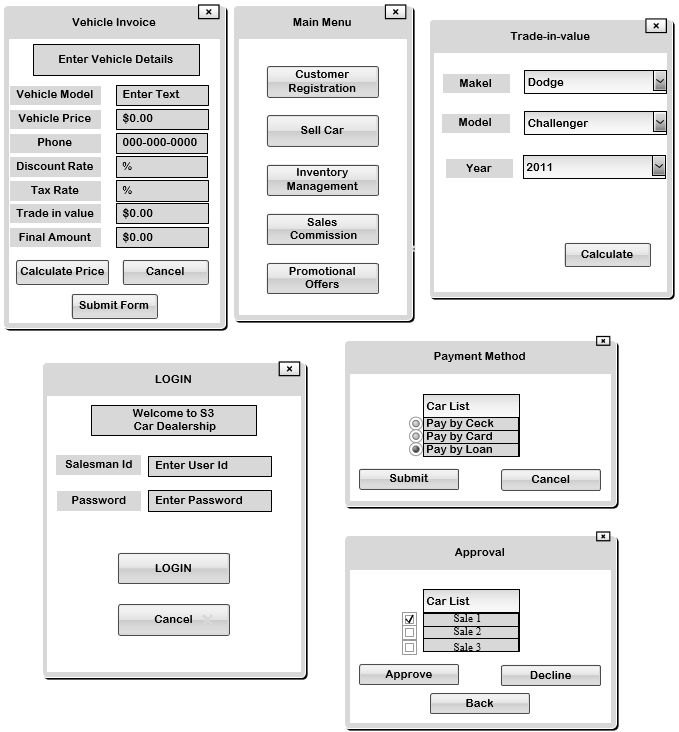 Vehicle Invoice
Enter Vehicle Details
Vehicle Model Enter Text
Vehicle Price $0.00
Phone 000-000-0000
Discount Rate %
Tax Rate %
Trade in value $0.00
Final Amount $0.00
Calculate Price Cancel
Submit Form
Main Menu
Customer
Registration
Sell Car
Inventory
Management
Sales
Commission
Promotional
Offers
Trade-in-value
Makel Dodge
Model Challenger
Year 2011
Calculate
LOGIN
Welcome to S3
Car Dealership
Salesman Id Enter User Id
Password Enter Password
LOGIN
Cancel
Payment Method
Car List
Pay by Ceck
Pay by Card
Pay by Loan
Submit Cancel
Approval
Car List
Sale 1
Sale 2
Sale 3
Approve Decline
Back